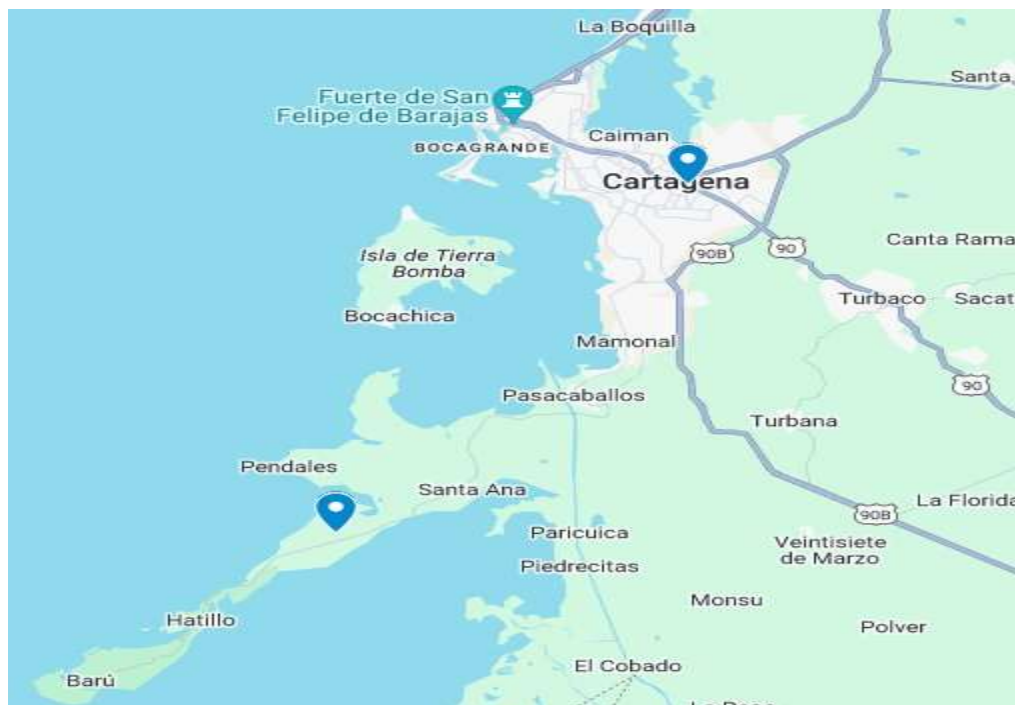 La Boquilla
Santa,
Fuerte de San
Felipe de Barajas
BOCAGRANDE
Caiman
Cartagena
Isla de Tierra
Bomba
90B
90
Canta Rama
Bocachica
Turbaco
Sacat
Mamonal
90
Pasacaballos
Turbana
Pendales
Santa Ana
La Florida
90B
Paricuica
Veintisiete
de Marzo
Piedrecitas
Monsu
Hatillo
Polver
El Cobado
Barú